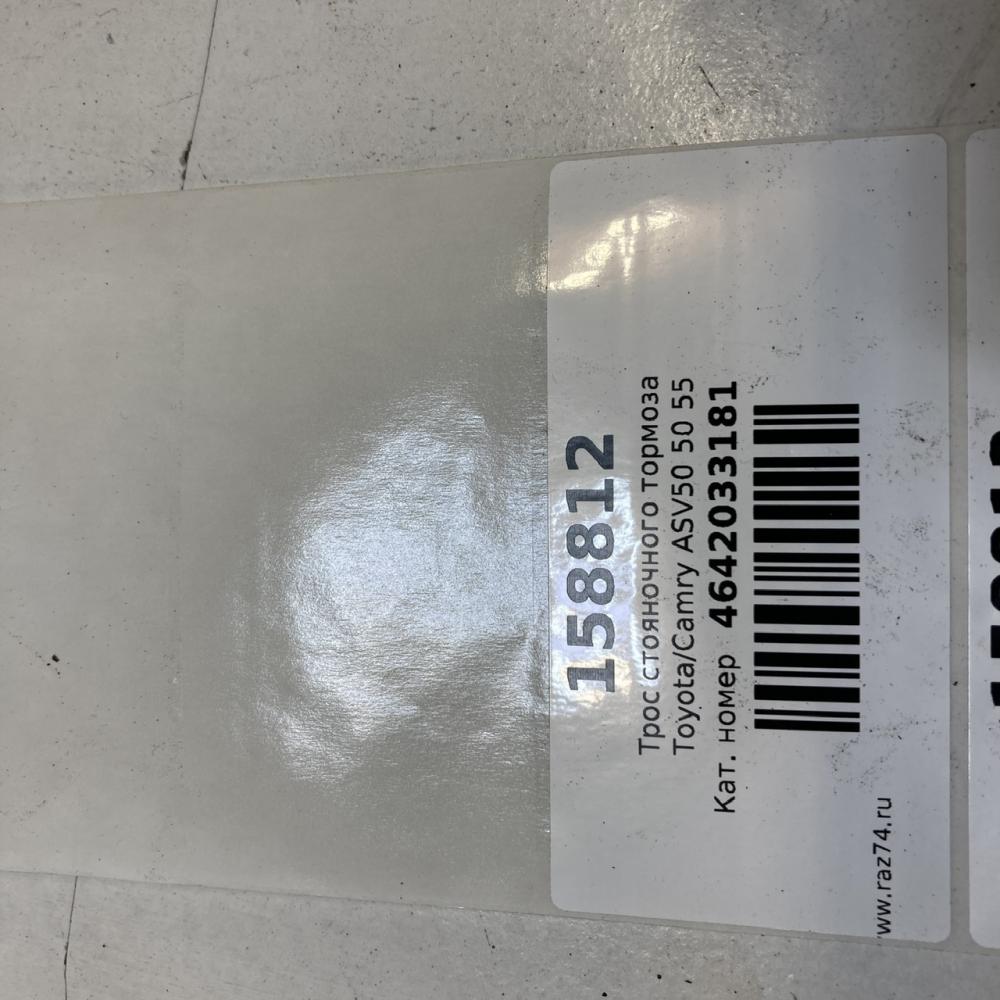 158812
Трос стояночного тормоза
Toyota/Camry ASV50 50 55
Кат. номер 4642033181
www.raz74.ru